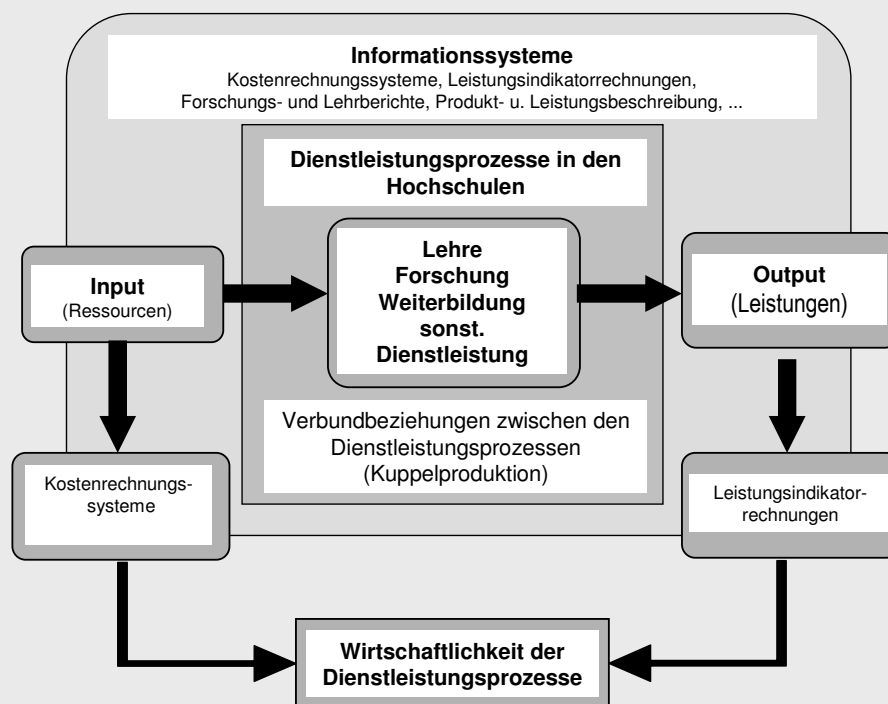 Informationssysteme
Kostenrechnungssysteme, Leistungsindikatorrechnungen,
Forschungs- und Lehrberichte, Produkt- u. Leistungsbeschreibung, ...
Dienstleistungsprozesse in den
Hochschulen
Input
(Ressourcen)
Lehre
Forschung
Weiterbildung
sonst.
Dienstleistung
Output
(Leistungen)
Verbundbeziehungen zwischen den
Dienstleistungsprozessen
(Kuppelproduktion)
Kostenrechnungs-
systeme
Leistungsindikator-
rechnungen
Wirtschaftlichkeit der
Dienstleistungsprozesse